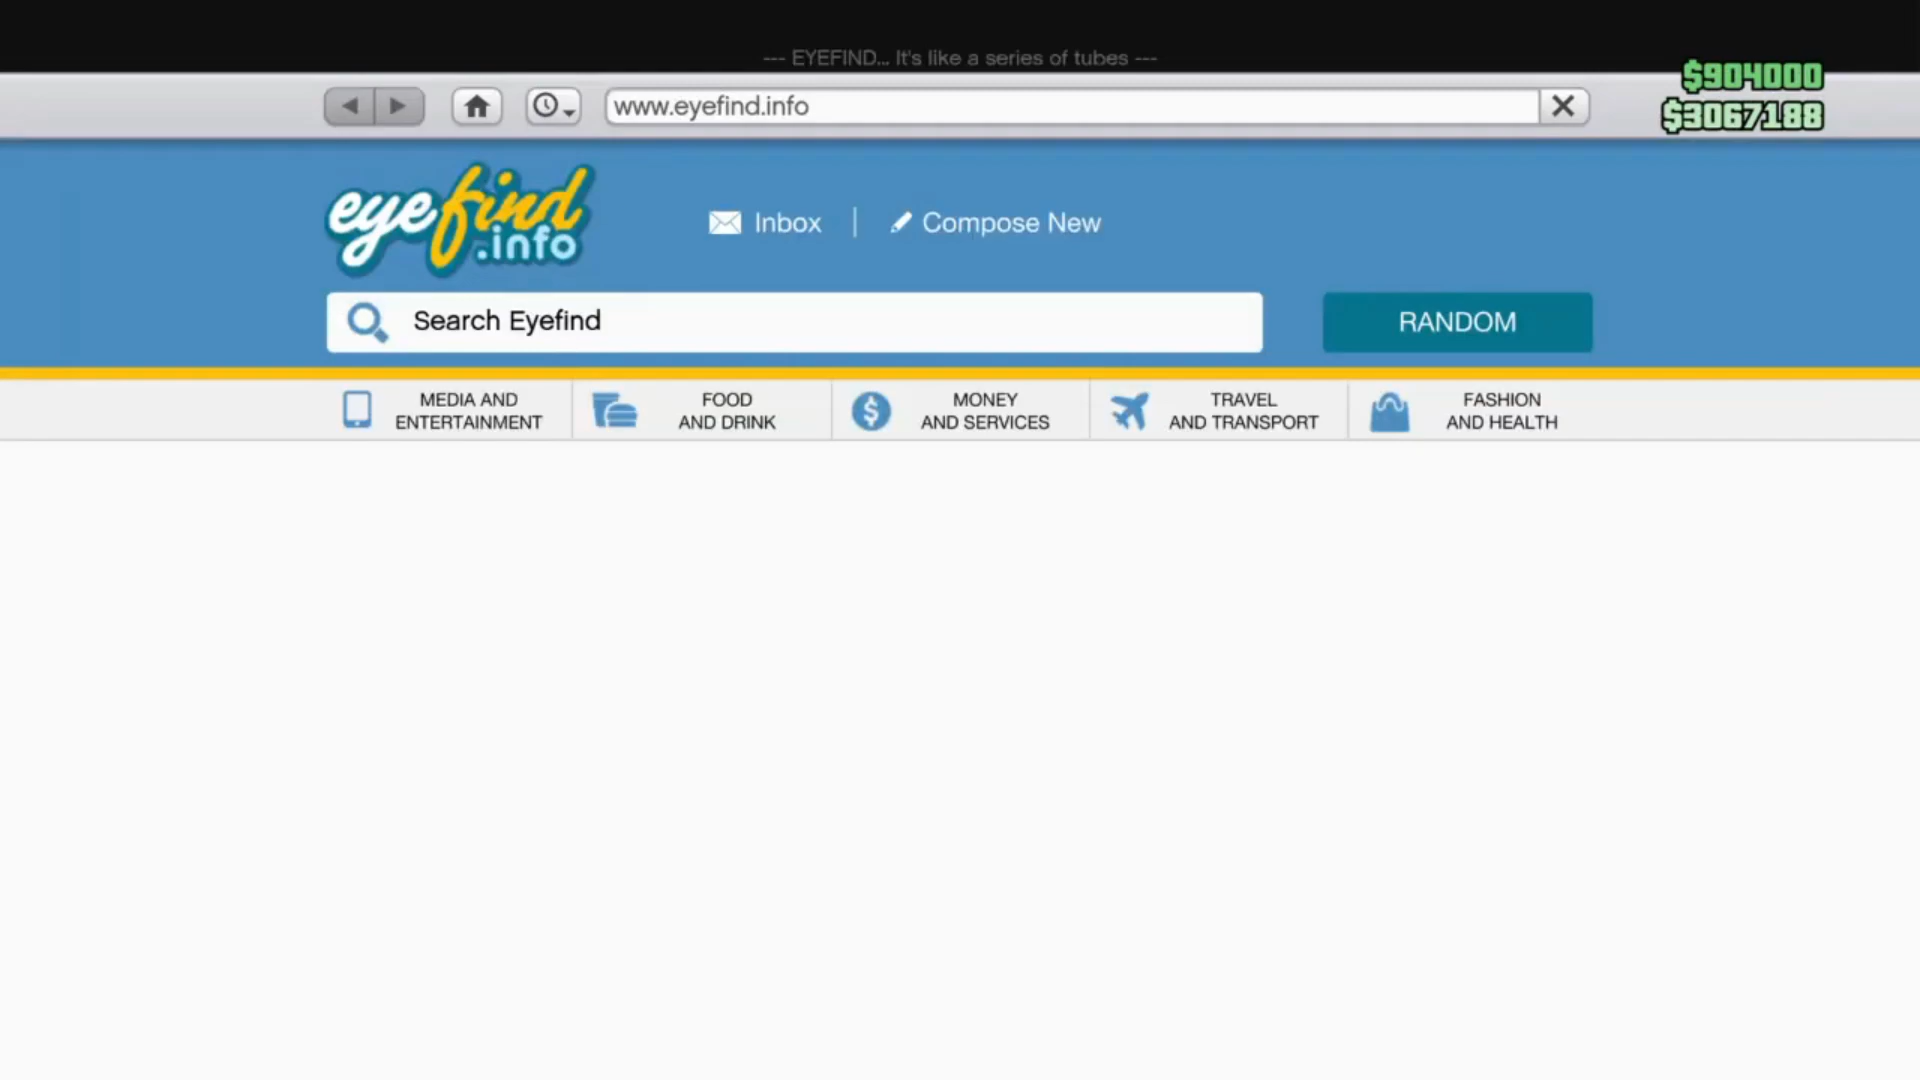 --- EYEFIND... It's like a series of tubes ---
$904000
www.eyefind.info
$3067188
eyefind
.info
Inbox
Compose New
Search Eyefind
RANDOM
MEDIA AND
ENTERTAINMENT
FOOD
AND DRINK
MONEY
AND SERVICES
TRAVEL
AND TRANSPORT
FASHION
AND HEALTH